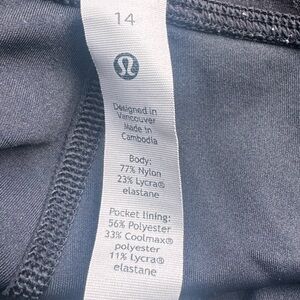 14
Designed in
Vancouver
Made in
Cambodia
Body:
77% Nylon
23% Lycra®
elastane
Pocket lining:
56% Polyester
33% Coolmax®
polyester
11% Lycra®
elastane